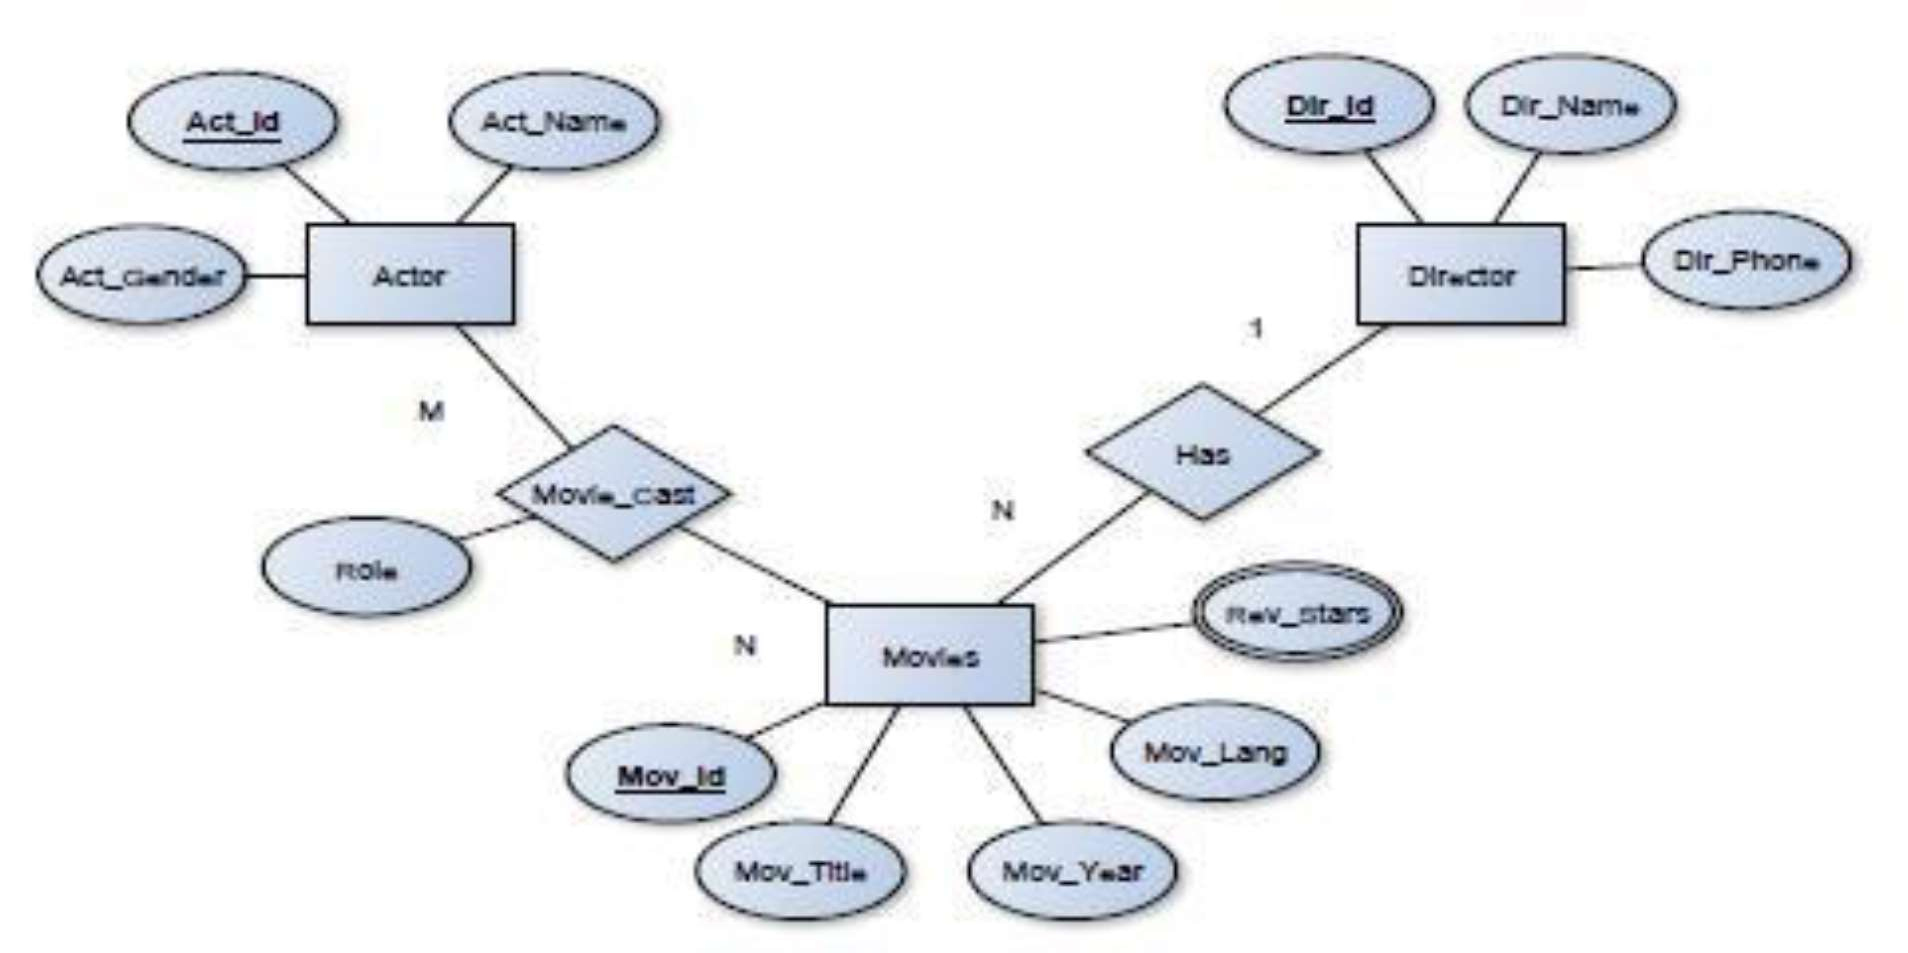 Act_Id
Act_Name
Dir_Id
Dir_Name
Act_Gender
Actor
Director
Dir_Phone
1
M
Has
Movie_Cast
N
Role
Rev_Stars
N
Movies
Mov_Id
Mov_Lang
Mov_Title
Mov_Year